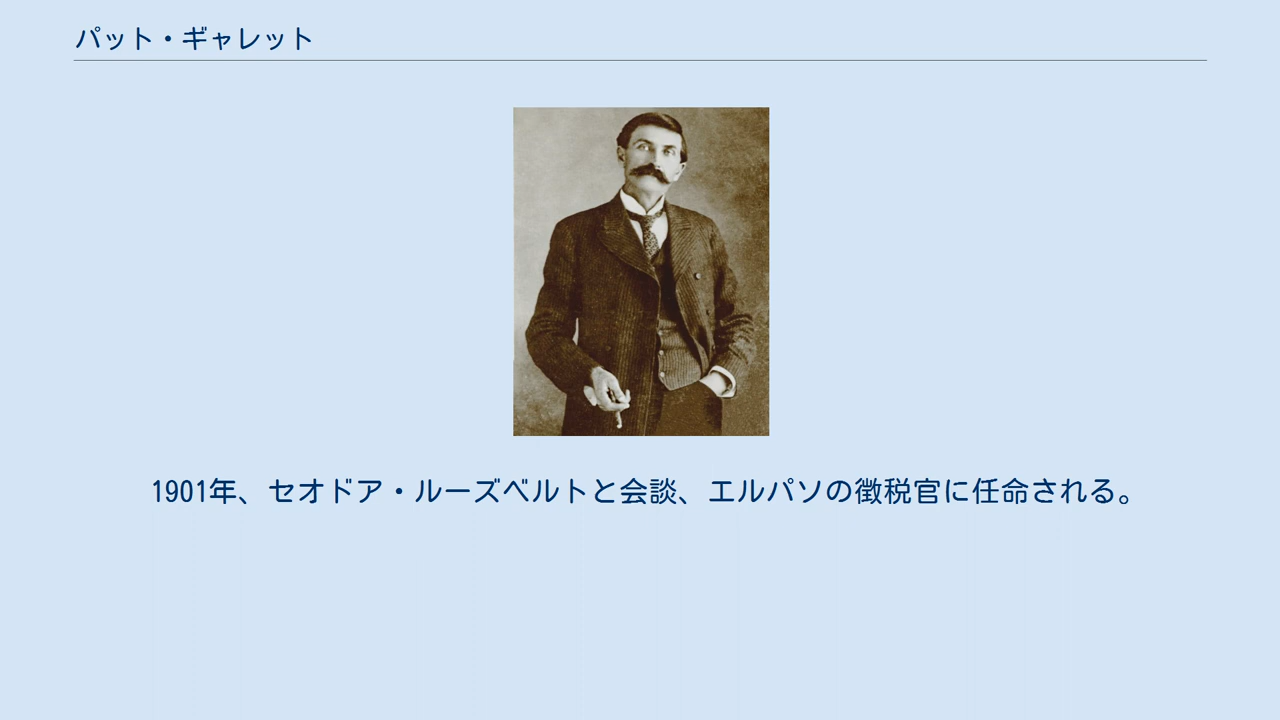 パット・ギャレット
1901年、セオドア・ルーズベルトと会談、エルパソの徴税官に任命される。